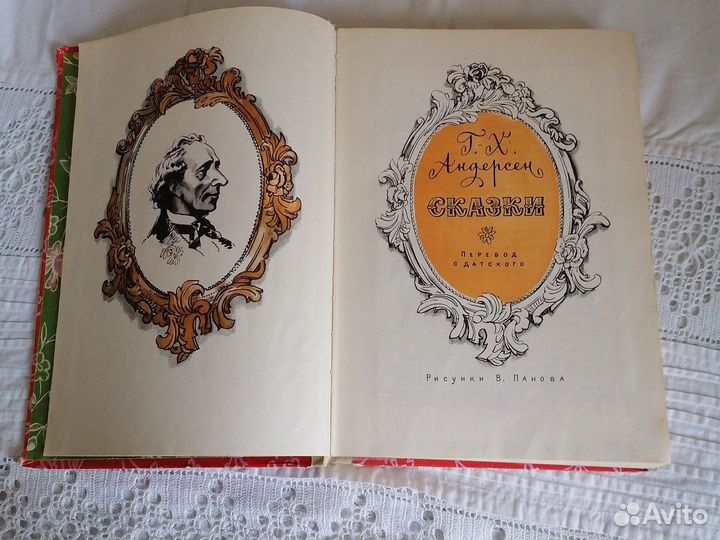 Г.-Х.
Андерсен
СКАЗКИ
ПЕРЕВОД
С ДАТСКОГО
РИСУНКИ В. ПАНОВА
Avito